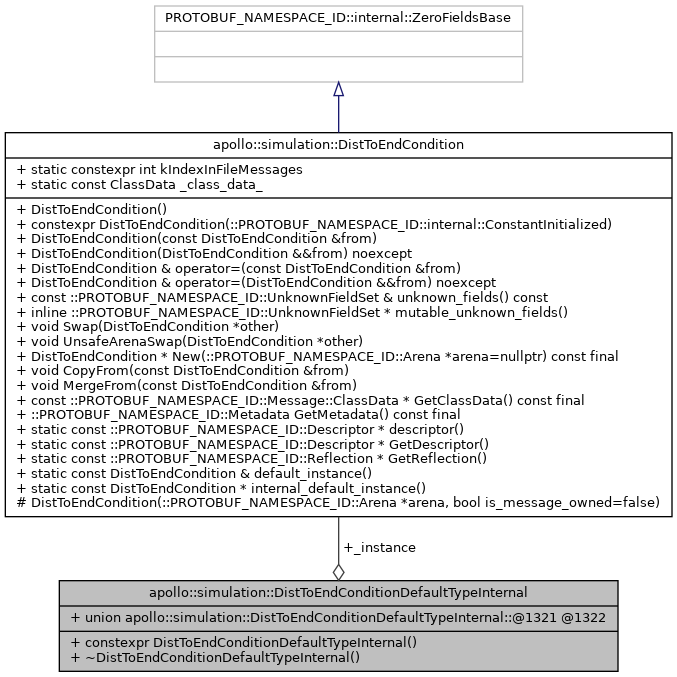 PROTOBUF_NAMESPACE_ID::internal::ZeroFieldsBase
apollo::simulation::DistToEndCondition
+ static constexpr int kIndexInFileMessages
+ static const ClassData _class_data_
+ DistToEndCondition()
+ constexpr DistToEndCondition(::PROTOBUF_NAMESPACE_ID::internal::ConstantInitialized)
+ DistToEndCondition(const DistToEndCondition &from)
+ DistToEndCondition(DistToEndCondition &&from) noexcept
+ DistToEndCondition & operator=(const DistToEndCondition &from)
+ DistToEndCondition & operator=(DistToEndCondition &&from) noexcept
+ const ::PROTOBUF_NAMESPACE_ID::UnknownFieldSet & unknown_fields() const
+ inline ::PROTOBUF_NAMESPACE_ID::UnknownFieldSet * mutable_unknown_fields()
+ void Swap(DistToEndCondition *other)
+ void UnsafeArenaSwap(DistToEndCondition *other)
+ DistToEndCondition * New(::PROTOBUF_NAMESPACE_ID::Arena *arena=nullptr) const final
+ void CopyFrom(const DistToEndCondition &from)
+ void MergeFrom(const DistToEndCondition &from)
+ const ::PROTOBUF_NAMESPACE_ID::Message::ClassData * GetClassData() const final
+ ::PROTOBUF_NAMESPACE_ID::Metadata GetMetadata() const final
+ static const ::PROTOBUF_NAMESPACE_ID::Descriptor * descriptor()
+ static const ::PROTOBUF_NAMESPACE_ID::Descriptor * GetDescriptor()
+ static const ::PROTOBUF_NAMESPACE_ID::Reflection * GetReflection()
+ static const DistToEndCondition & default_instance()
+ static const DistToEndCondition * internal_default_instance()
# DistToEndCondition(::PROTOBUF_NAMESPACE_ID::Arena *arena, bool is_message_owned=false)
+_instance
apollo::simulation::DistToEndConditionDefaultTypeInternal
+ union apollo::simulation::DistToEndConditionDefaultTypeInternal::@1321 @1322
+ constexpr DistToEndConditionDefaultTypeInternal()
+ ~DistToEndConditionDefaultTypeInternal()